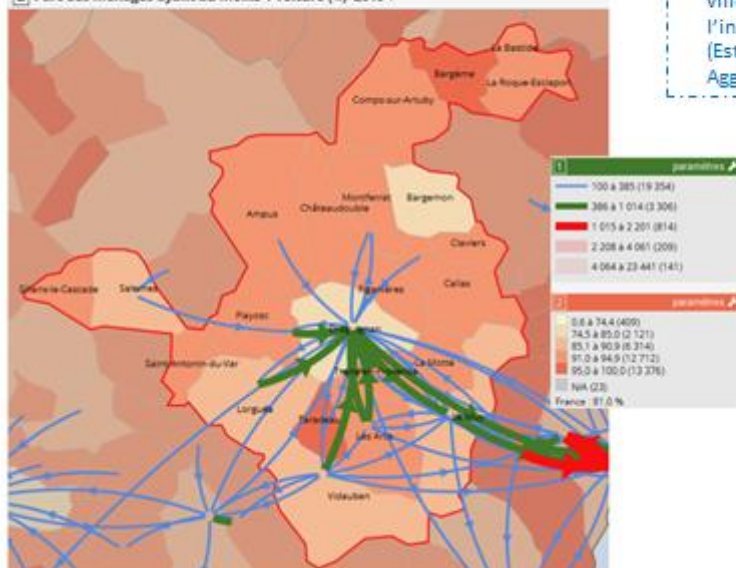 Part des ménages ayant au moins 1 voiture (%) 2015 -
l'in
(Est
Agg
La Bastide
Bargème
La Roque-Esclapon
Comps-sur-Artuby
Montferrat
Bargemon
Châteaudouble
Ampus
Claviers
Callas
Figanières
Sillans-la-Cascade
Salernes
Flayosc
Draguignan
Saint-Antonin-du-Var
La Motte
Trans-en-Provence
Lorgues
Le Muy
Taradeau
Les Arcs
Vidauban
1
paramètres
100 à 385 (19 354)
386 à 1 014 (3 306)
1 015 à 2 201 (814)
2 208 à 4 061 (209)
4 064 à 23 441 (141)
2
paramètres
0,6 à 74,4 (409)
74,5 à 85,0 (2 121)
85,1 à 90,9 (6 314)
91,0 à 94,9 (12 712)
95,0 à 100,0 (13 376)
N/A (23)
France : 81,0 %